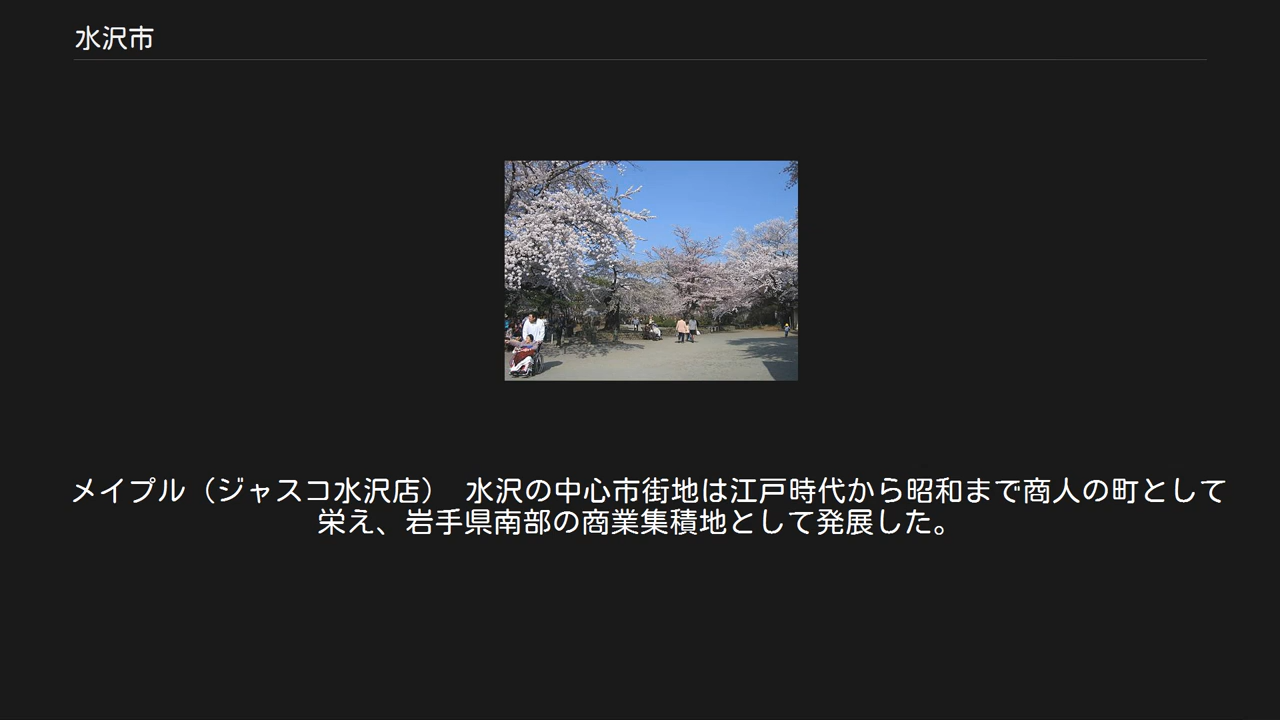 水沢市
メイプル（ジャスコ水沢店）　水沢の中心市街地は江戸時代から昭和まで商人の町として
栄え、岩手県南部の商業集積地として発展した。